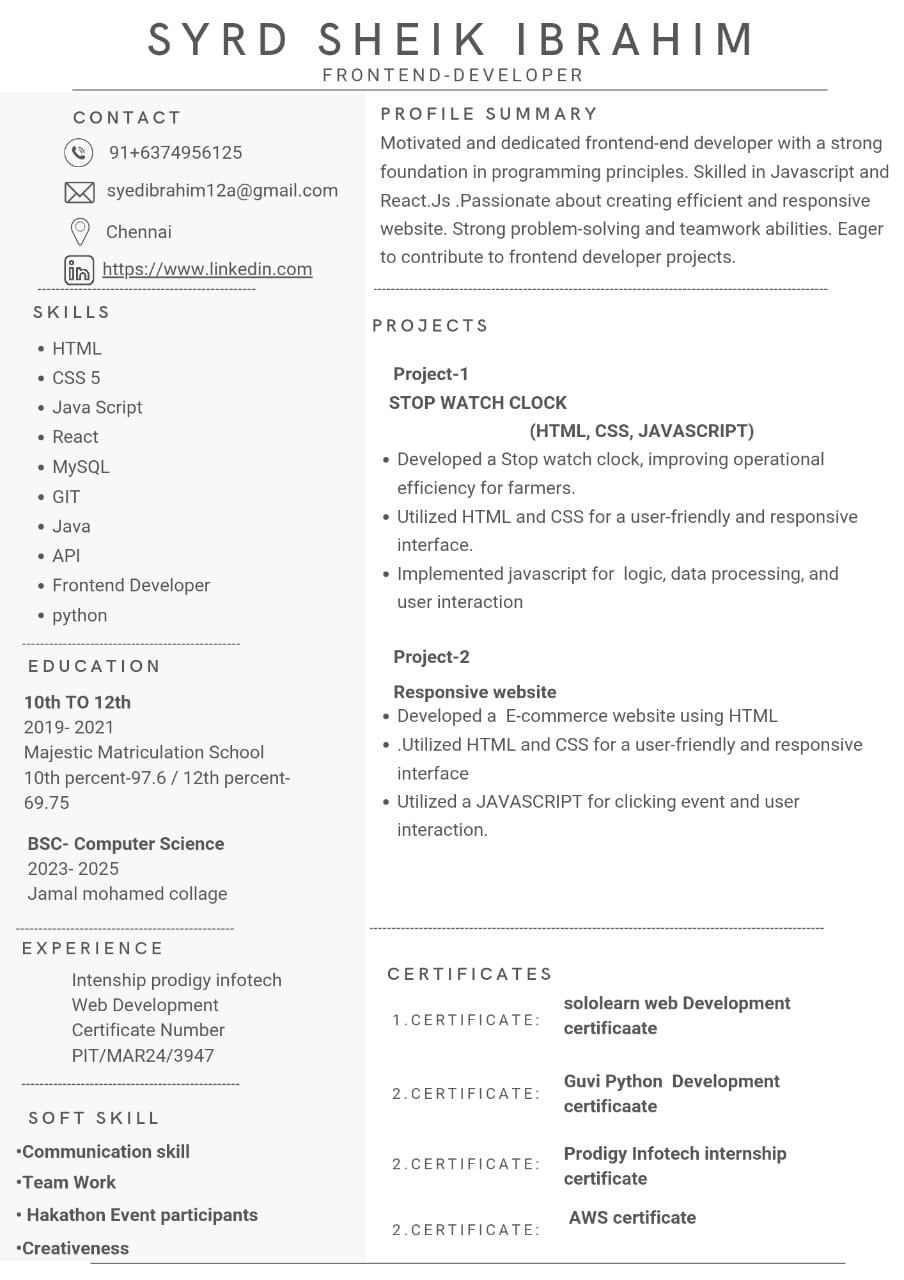 SYRD SHEIK IBRAHIM
FRONTEND-DEVELOPER
CONTACT
91+6374956125
syedibrahim12a@gmail.com
Chennai
https://www.linkedin.com
SKILLS
• HTML
• CSS 5
• Java Script
• React
• MySQL
• GIT
• Java
• API
• Frontend Developer
• python
EDUCATION
10th TO 12th
2019- 2021
Majestic Matriculation School
10th percent-97.6 / 12th percent-
69.75
BSC- Computer Science
2023- 2025
Jamal mohamed collage
EXPERIENCE
Intenship prodigy infotech
Web Development
Certificate Number
PIT/MAR24/3947
SOFT SKILL
•Communication skill
•Team Work
• Hakathon Event participants
•Creativeness
PROFILE SUMMARY
Motivated and dedicated frontend-end developer with a strong
foundation in programming principles. Skilled in Javascript and
React.Js .Passionate about creating efficient and responsive
website. Strong problem-solving and teamwork abilities. Eager
to contribute to frontend developer projects.
PROJECTS
Project-1
STOP WATCH CLOCK
(HTML, CSS, JAVASCRIPT)
• Developed a Stop watch clock, improving operational
efficiency for farmers.
• Utilized HTML and CSS for a user-friendly and responsive
interface.
• Implemented javascript for  logic, data processing, and
user interaction
Project-2
Responsive website
• Developed a  E-commerce website using HTML
• .Utilized HTML and CSS for a user-friendly and responsive
interface
• Utilized a JAVASCRIPT for clicking event and user
interaction.
CERTIFICATES
1.CERTIFICATE: sololearn web Development
certificaate
2.CERTIFICATE: Guvi Python  Development
certificaate
2.CERTIFICATE: Prodigy Infotech internship
certificate
2.CERTIFICATE: AWS certificate